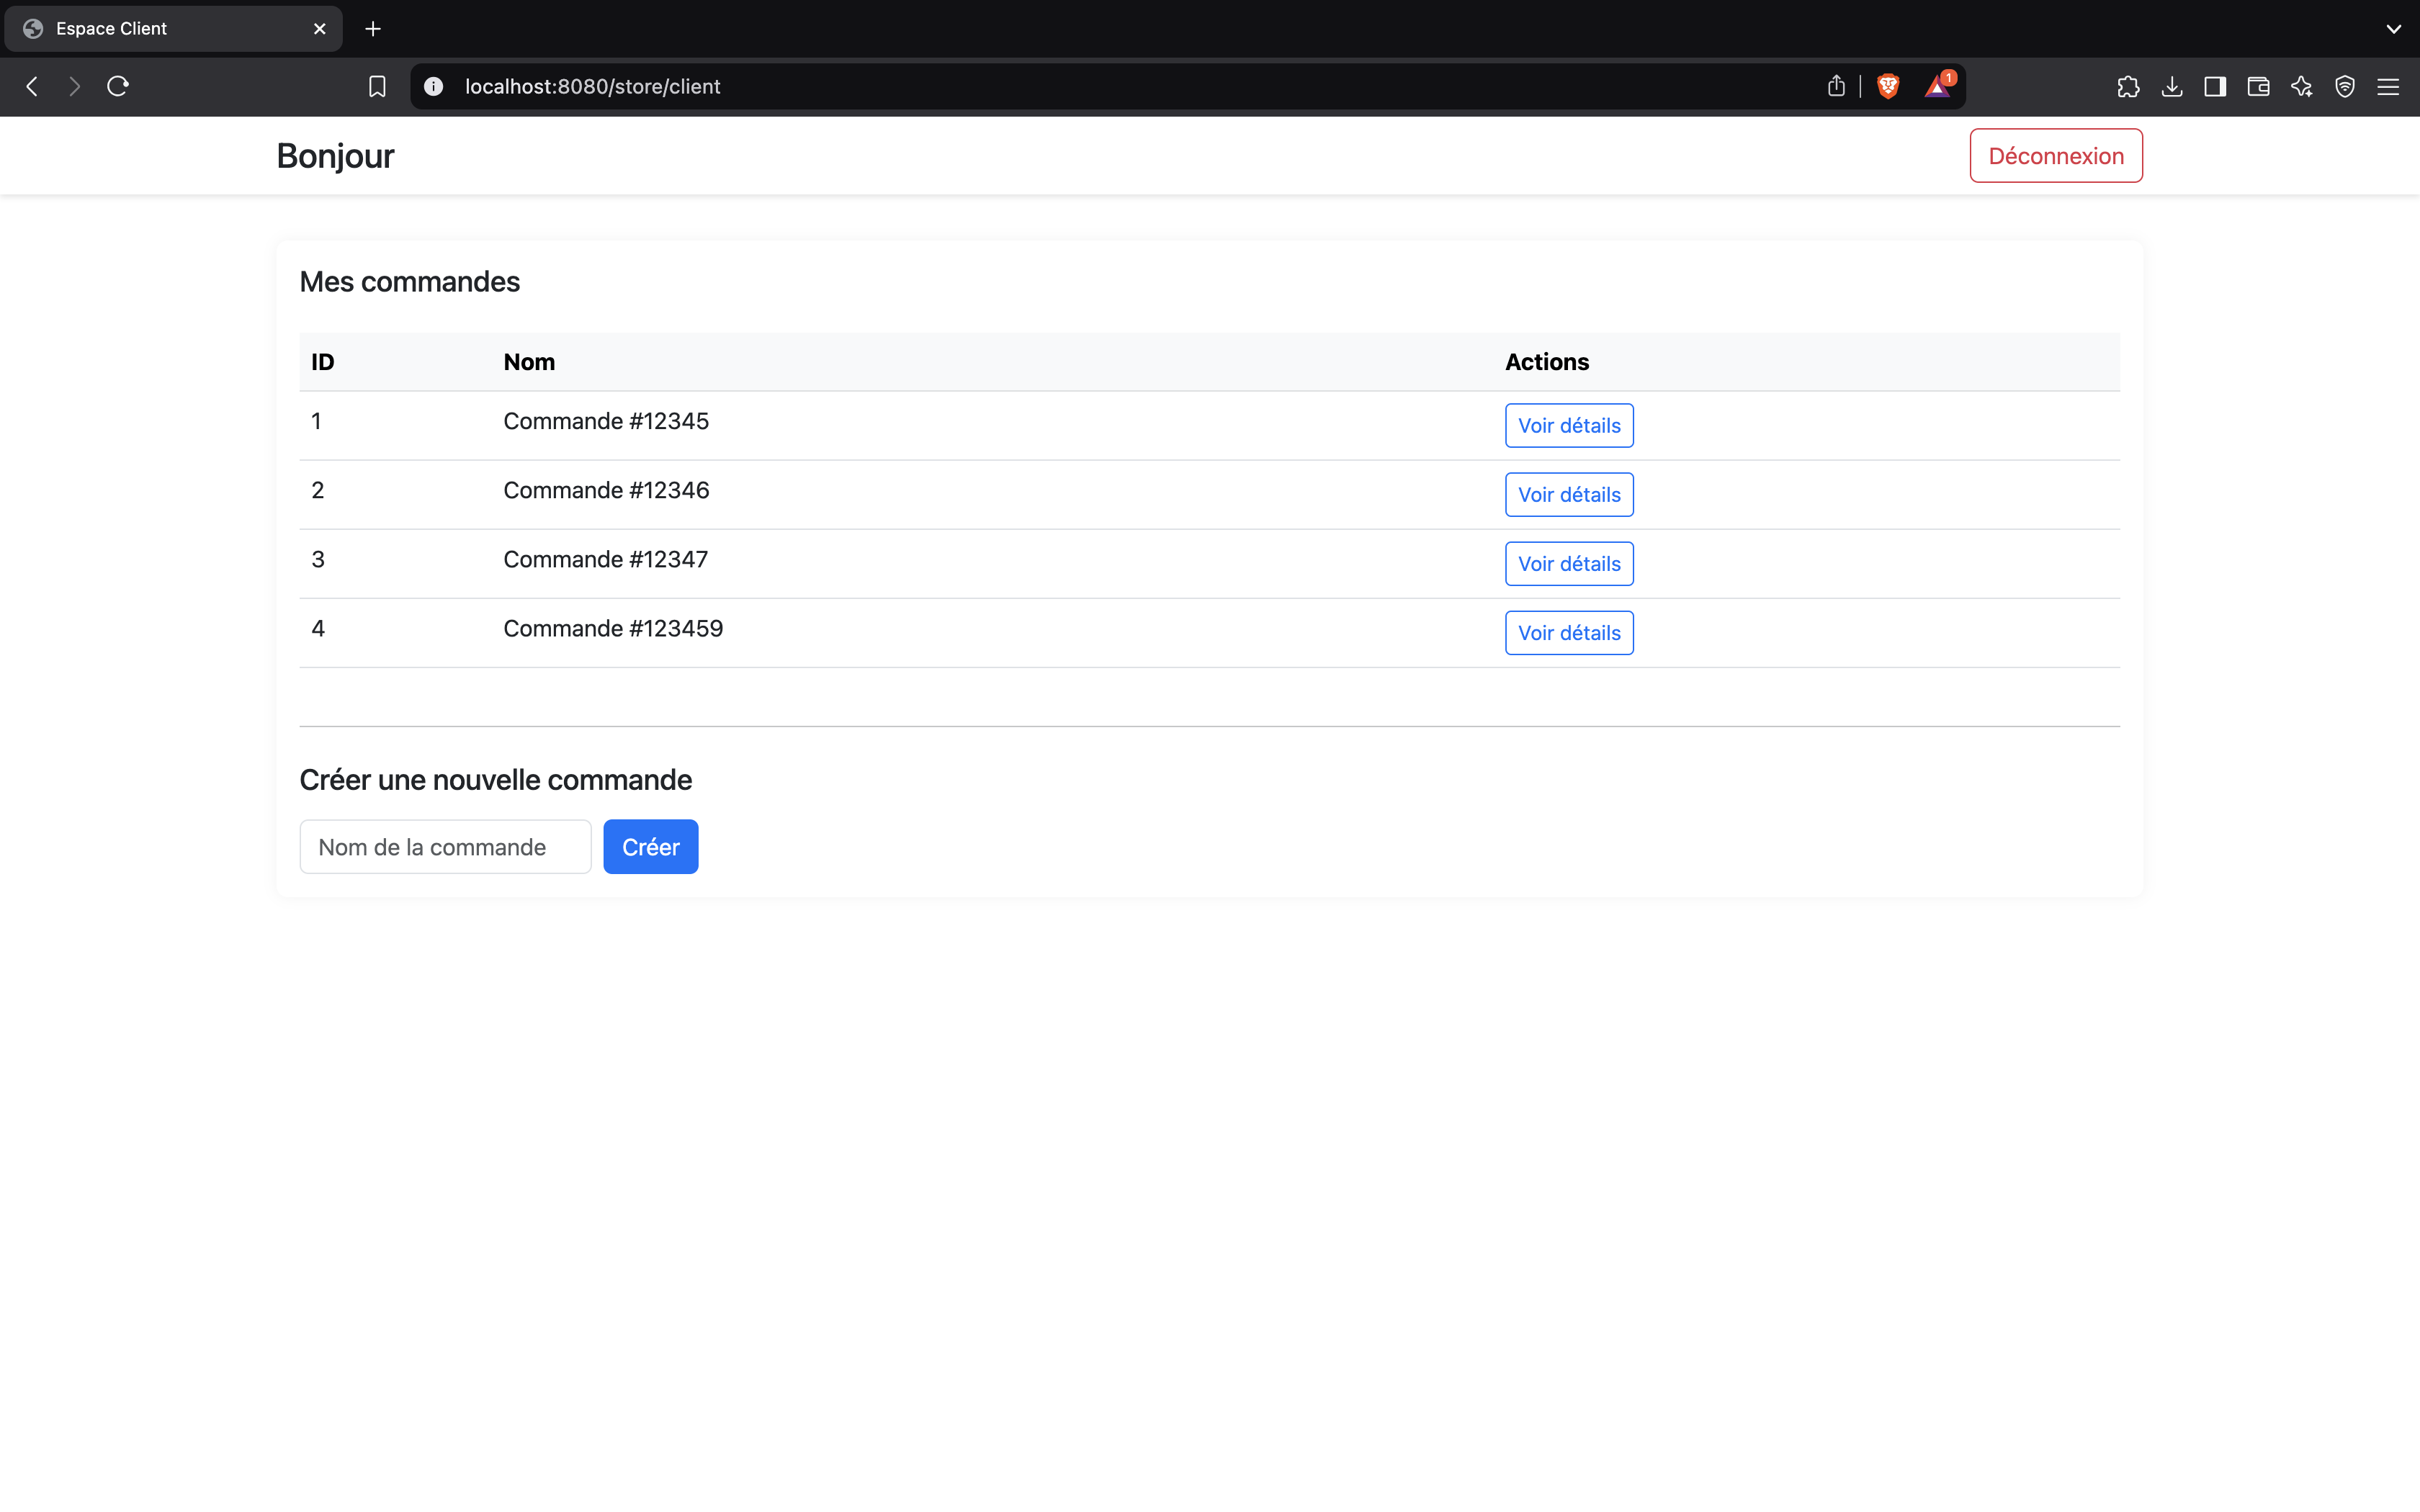 Espace Client
localhost:8080/store/client
1
Bonjour
Déconnexion
Mes commandes
ID Nom Actions
1 Commande #12345 Voir détails
2 Commande #12346 Voir détails
3 Commande #12347 Voir détails
4 Commande #123459 Voir détails
Créer une nouvelle commande
Nom de la commande Créer